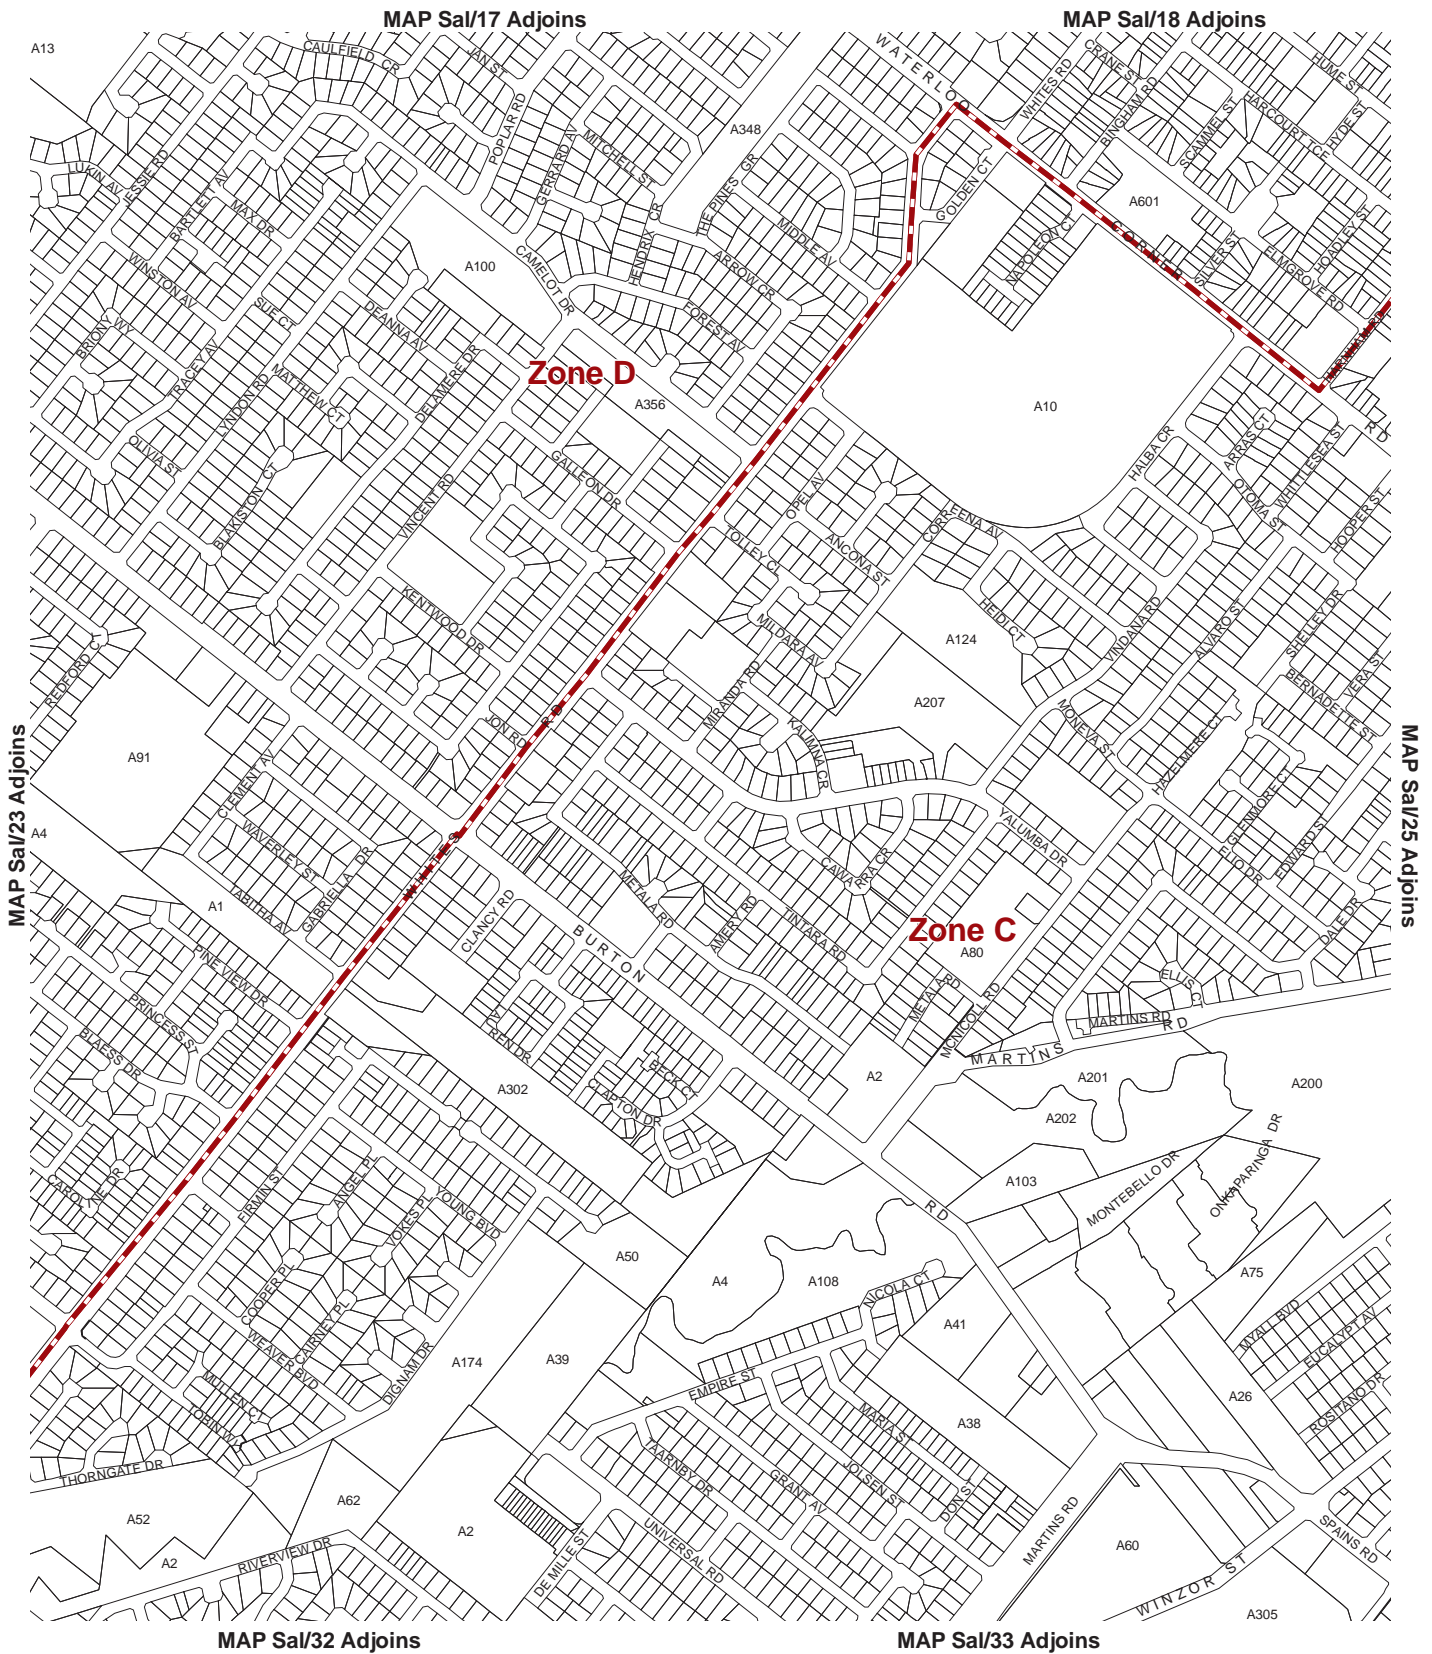 MAP Sal/17 Adjoins
MAP Sal/18 Adjoins
A13
CAULFIELD CR
JAN ST
WATERLOO
CRANE ST
WHITES RD
BINGHAM RD
HUME ST
HARCOURT TCE
HYDE ST
SCAMMEL ST
POPLAR RD
GERRARD AV
MITCHELL ST
A348
THE PINES GR
LUKIN AV
JESSIE RD
BARTLETT AV
MAX DR
HENDRIX CR
MIDDLE AV
GOLDEN CT
A601
NAPOLEON CT
CORNER
SILVER ST
ELMGROVE RD
HOADLEY ST
WINSTON AV
A100
CAMELOT DR
ARROW CR
FOREST AV
SUE CT
DEANNA AV
BRIONY WY
TRACEY AV
LYNDON RD
MATTHEW CT
DELAMERE DR
Zone D
A356
A10
RD
OLIVIA ST
BLAKISTON CT
VINCENT RD
GALLEON DR
HALBA CR
ARRAS CT
OTOMA ST
WHITTLESEA ST
HOOPER ST
OPEL AV
TOLLEY CL
ANCONA ST
CORREENA AV
KENTWOOD DR
MILDARA AV
HEIDI CT
A124
VINDANA RD
ALVARO ST
SHELLEY DR
VERA ST
BERNADETTE ST
REDFORD CT
JON RD
RD
MIRANDA RD
KALIMNA CR
A207
MONEVA ST
HAZELMERE CT
MAP Sal/23 Adjoins
MAP Sal/25 Adjoins
A91
A4
CLEMENT AV
WAVERLEY ST
TABITHA AV
GABRIELLA DR
WHITES
YALUMBA DR
GLENMORE CT
ELIO DR
EDWARD ST
DALE DR
CAWARRA CR
METALA RD
AMERY RD
TINTARA RD
Zone C
A80
A1
CLANCY RD
BURTON
PINE VIEW DR
PRINCESS ST
BLAESS DR
METALA RD
MCNICOLL RD
ELLIS CT
MARTINS RD
MARTINS RD
REN DR
A302
BECK CT
CLAPTON DR
A2
A201
A202
A200
A103
MONTEBELLO DR
ONKAPARINGA DR
RD
CAROLYNE DR
FIRMIN ST
ANGEL PL
VOKES PL
YOUNG BVD
COOPER PL
CAIRNEY PL
WEAVER BVD
DIGNAM DR
A50
A4
A108
NICOLA CT
A41
A75
MYALL BVD
EUCALYPT AV
ROSITANO DR
A174
A39
EMPIRE ST
A38
A26
MULLEN CT
TOBIN WY
THORNGATE DR
MARIA ST
TAARNBY DR
GRANT AV
JOLSEN ST
DON ST
A52
A62
A2
A2
RIVERVIEW DR
DE MILLE ST
UNIVERSAL RD
MARTINS RD
A60
SPAINS RD
WINZOR ST
A305
MAP Sal/32 Adjoins
MAP Sal/33 Adjoins